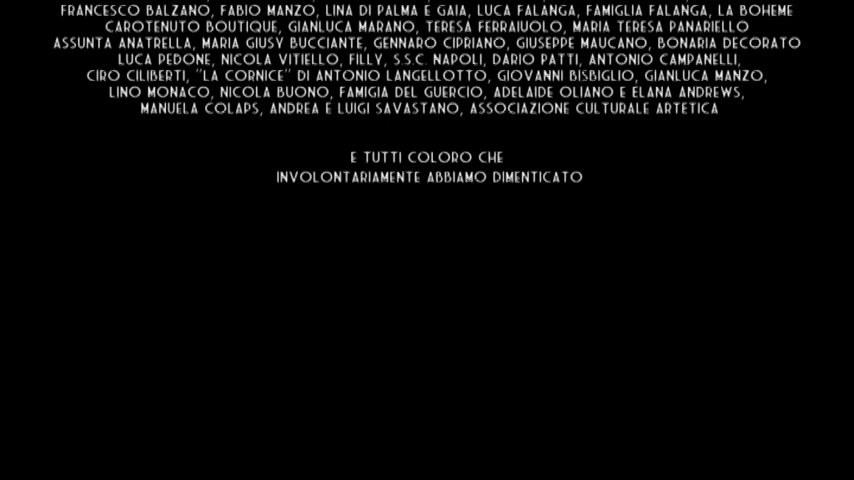 FRANCESCO BALZANO, FABIO MANZO, LINA DI PALMA E GAIA, LUCA FALANGA, FAMIGLIA FALANGA, LA BOHEME
CAROTENUTO BOUTIQUE, GIANLUCA MARANO, TERESA FERRAIUOLO, MARIA TERESA PANARIELLO
ASSUNTA ANATRELLA, MARIA GIUSY BUCCIANTE, GENNARO CIPRIANO, GIUSEPPE MAUCANO, BONARIA DECORATO
LUCA PEDONE, NICOLA VITIELLO, FILLY, S.S.C. NAPOLI, DARIO PATTI, ANTONIO CAMPANELLI,
CIRO CILIBERTI, "LA CORNICE" DI ANTONIO LANGELLOTTO, GIOVANNI BISBIGLIO, GIANLUCA MANZO,
LINO MONACO, NICOLA BUONO, FAMIGIA DEL GUERCIO, ADELAIDE OLIANO E ELANA ANDREWS,
MANUELA COLAPS, ANDREA E LUIGI SAVASTANO, ASSOCIAZIONE CULTURALE ARTETICA
E TUTTI COLORO CHE
INVOLONTARIAMENTE ABBIAMO DIMENTICATO